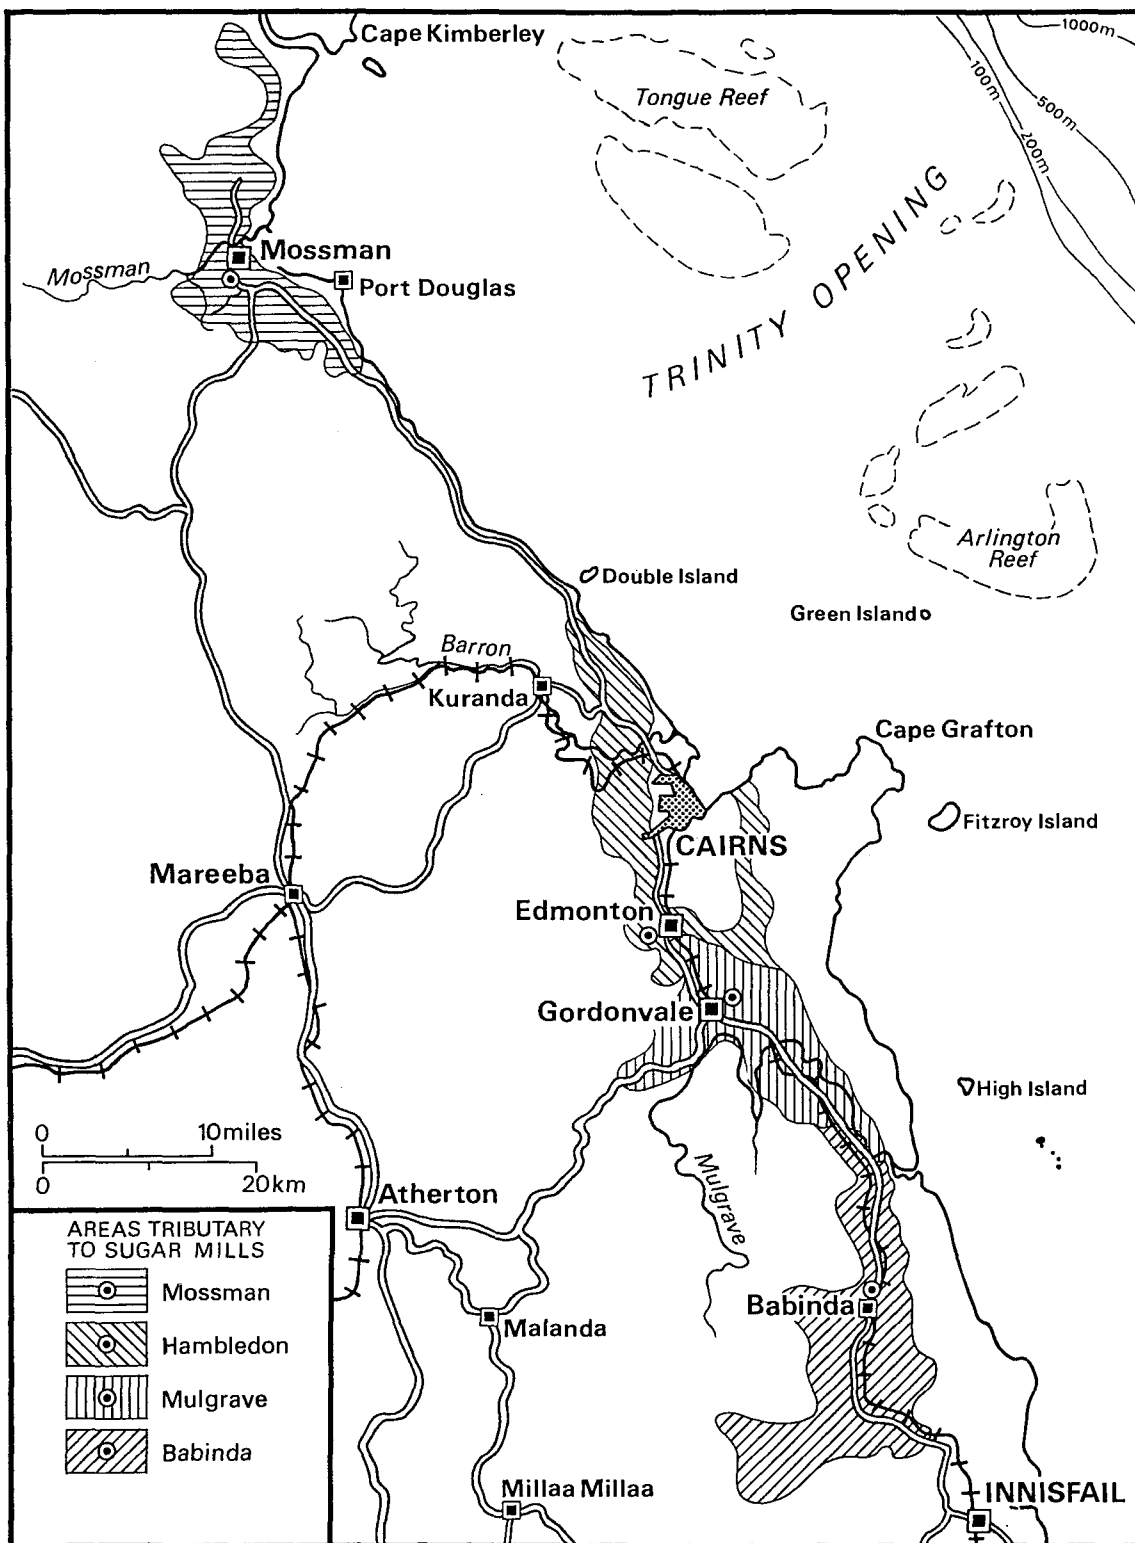 Cape Kimberley
1000m
Tongue Reef
100m
500m
200m
TRINITY OPENING
Mossman
Mossman
Port Douglas
Arlington
Reef
Double Island
Green Island
Barron
Kuranda
Cape Grafton
Fitzroy Island
CAIRNS
Mareeba
Edmonton
Gordonvale
High Island
0 10 miles
0 20km
Mulgrave
Atherton
AREAS TRIBUTARY
TO SUGAR MILLS
Mossman
Hambledon
Mulgrave
Babinda
Babinda
Malanda
Millaa Millaa
INNISFAIL